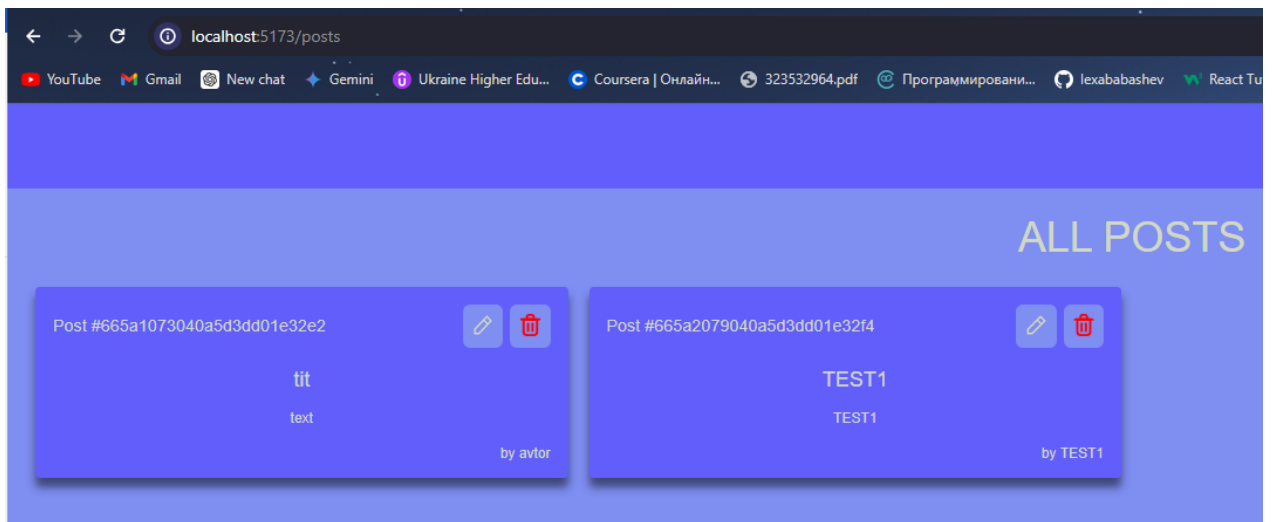 localhost:5173/posts
YouTube Gmail New chat Gemini Ukraine Higher Edu... Coursera | Онлайн... 323532964.pdf Программировани... lexababashev React Tu
ALL POSTS
Post #665a1073040a5d3dd01e32e2
tit
text
by avtor
Post #665a2079040a5d3dd01e32f4
TEST1
TEST1
by TEST1